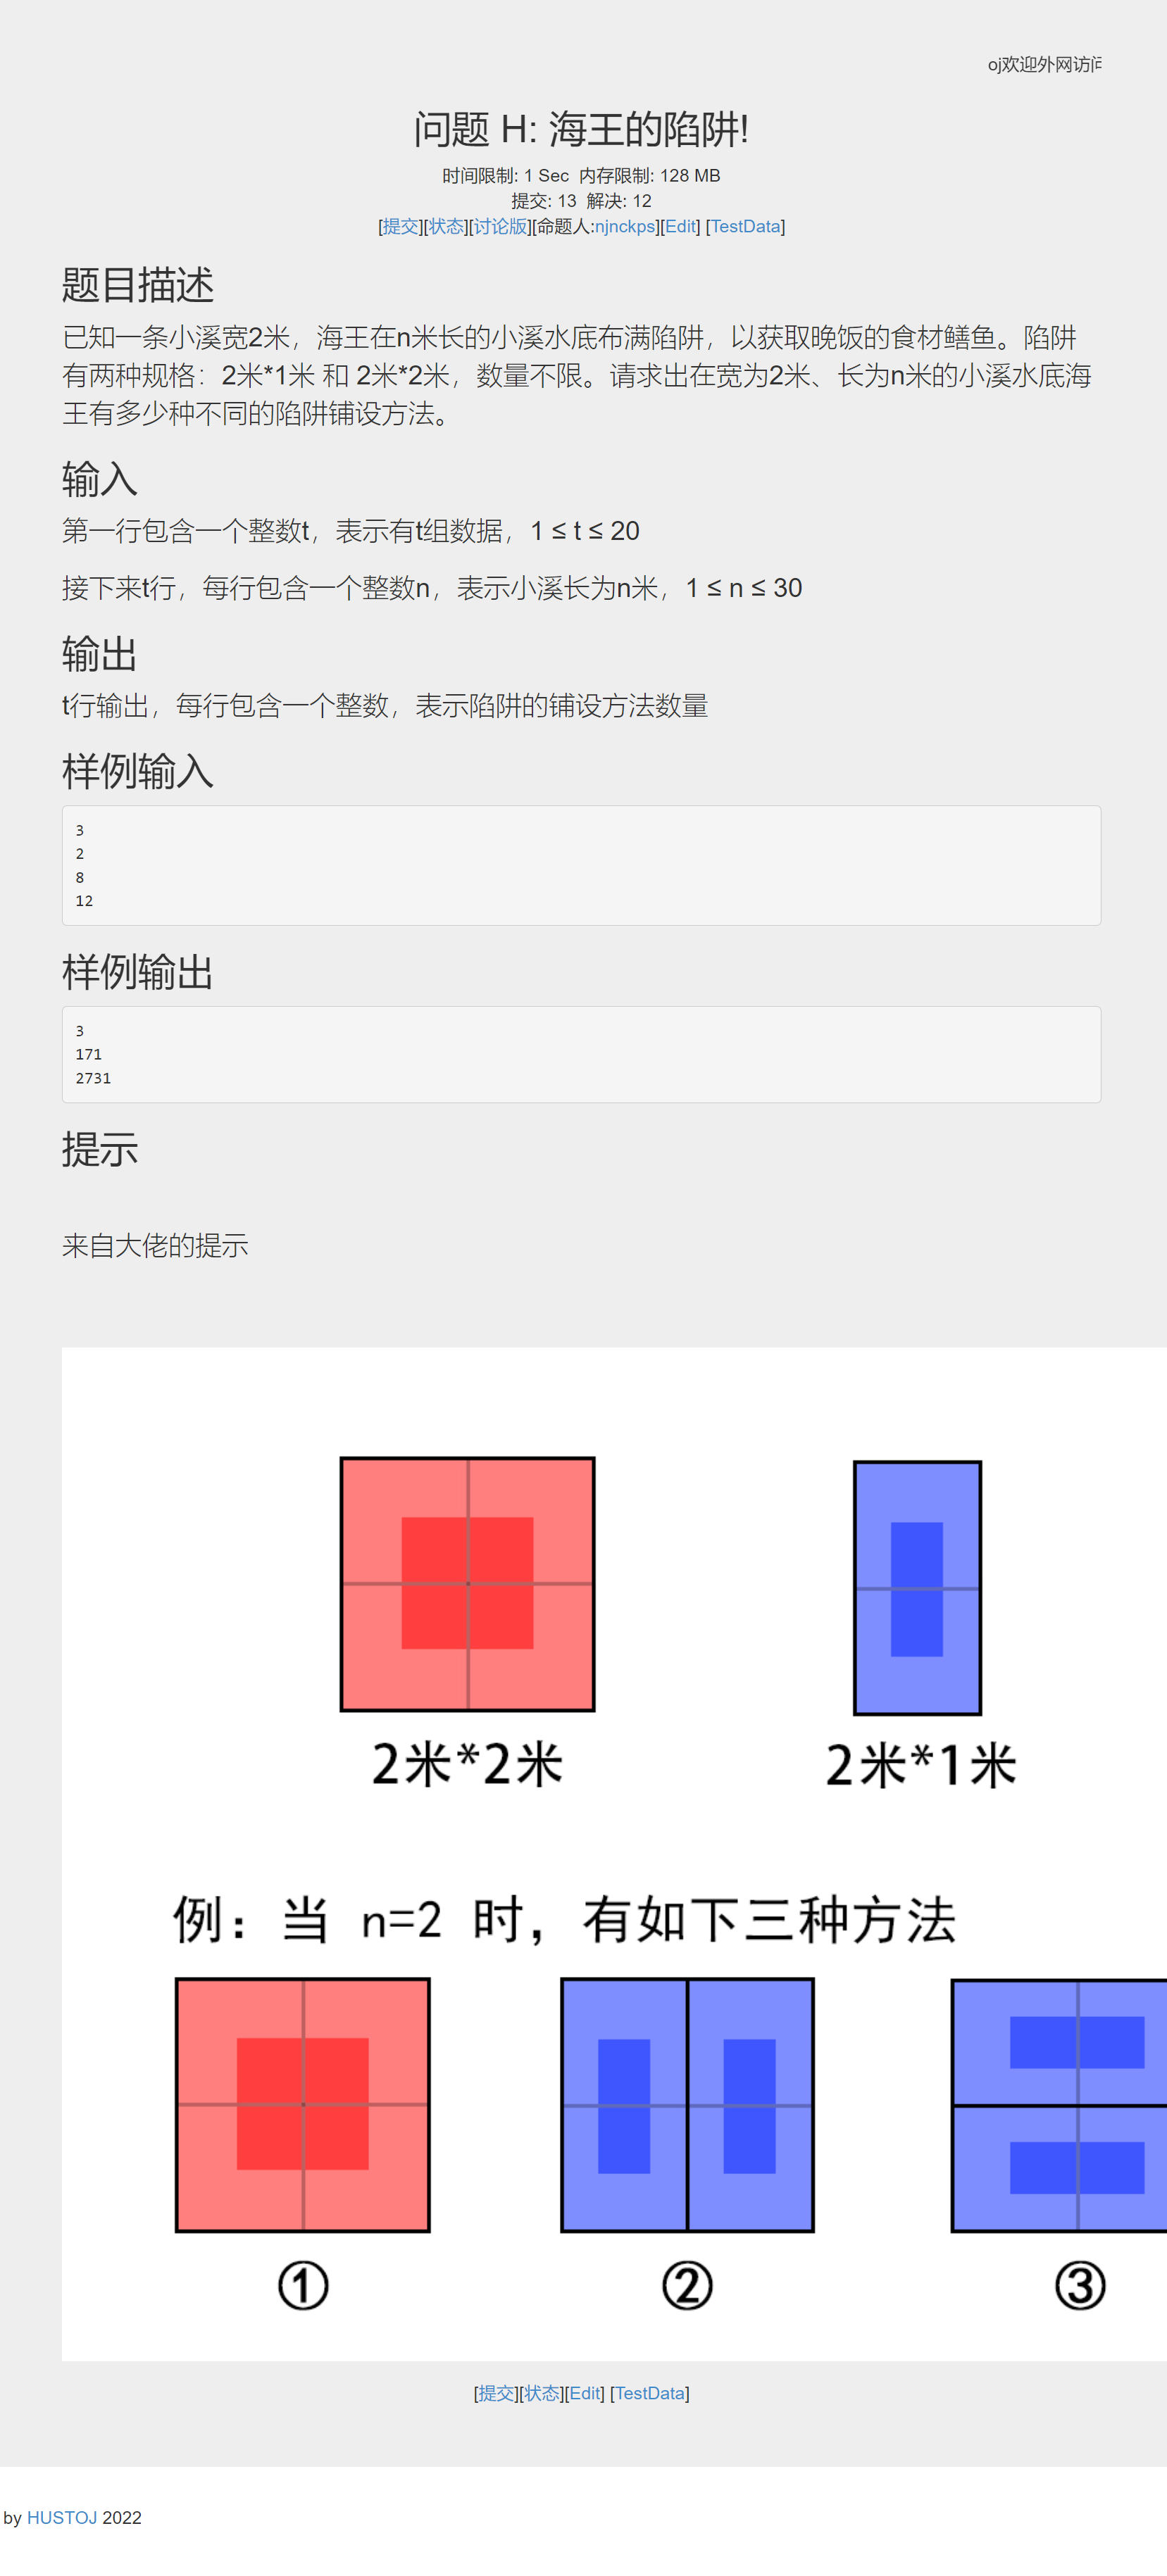 oj欢迎外网访问
问题 H: 海王的陷阱!
时间限制: 1 Sec  内存限制: 128 MB
提交: 13  解决: 12
[提交][状态][讨论版][命题人:njnckps][Edit] [TestData]
题目描述
已知一条小溪宽2米，海王在n米长的小溪水底布满陷阱，以获取晚饭的食材鳝鱼。陷阱
有两种规格：2米*1米 和 2米*2米，数量不限。请求出在宽为2米、长为n米的小溪水底海
王有多少种不同的陷阱铺设方法。
输入
第一行包含一个整数t，表示有t组数据，1 ≤ t ≤ 20
接下来t行，每行包含一个整数n，表示小溪长为n米，1 ≤ n ≤ 30
输出
t行输出，每行包含一个整数，表示陷阱的铺设方法数量
样例输入
3
2
8
12
样例输出
3
171
2731
提示
来自大佬的提示
2米*2米 2米*1米
例：当 n=2 时，有如下三种方法
① ② ③
[提交][状态][Edit] [TestData]
by HUSTOJ 2022